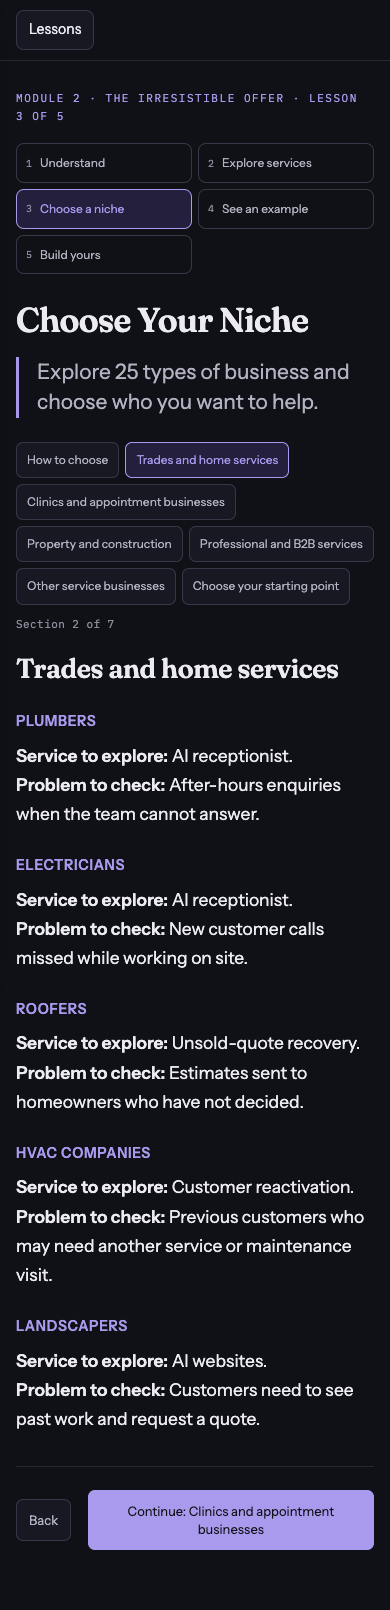 Lessons
MODULE 2 · THE IRRESISTIBLE OFFER · LESSON
3 OF 5
1 Understand
2 Explore services
3 Choose a niche
4 See an example
5 Build yours
Choose Your Niche
Explore 25 types of business and
choose who you want to help.
How to choose
Trades and home services
Clinics and appointment businesses
Property and construction
Professional and B2B services
Other service businesses
Choose your starting point
Section 2 of 7
Trades and home services
PLUMBERS
Service to explore: AI receptionist.
Problem to check: After-hours enquiries
when the team cannot answer.
ELECTRICIANS
Service to explore: AI receptionist.
Problem to check: New customer calls
missed while working on site.
ROOFERS
Service to explore: Unsold-quote recovery.
Problem to check: Estimates sent to
homeowners who have not decided.
HVAC COMPANIES
Service to explore: Customer reactivation.
Problem to check: Previous customers who
may need another service or maintenance
visit.
LANDSCAPERS
Service to explore: AI websites.
Problem to check: Customers need to see
past work and request a quote.
Back
Continue: Clinics and appointment
businesses